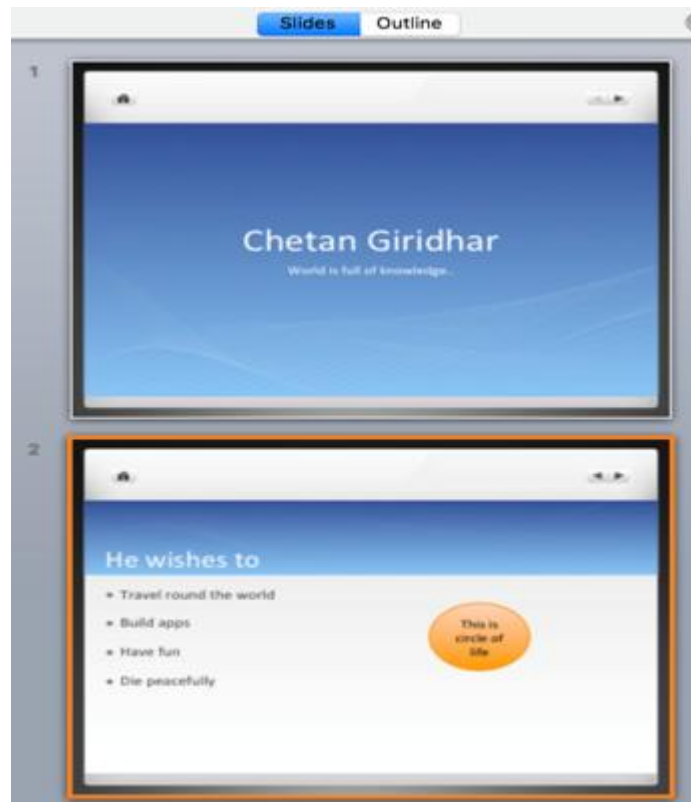 Slides Outline
1
Chetan Giridhar
World is full of knowledge..
2
He wishes to
Travel round the world
Build apps
Have fun
Die peacefully
This is
circle of
life